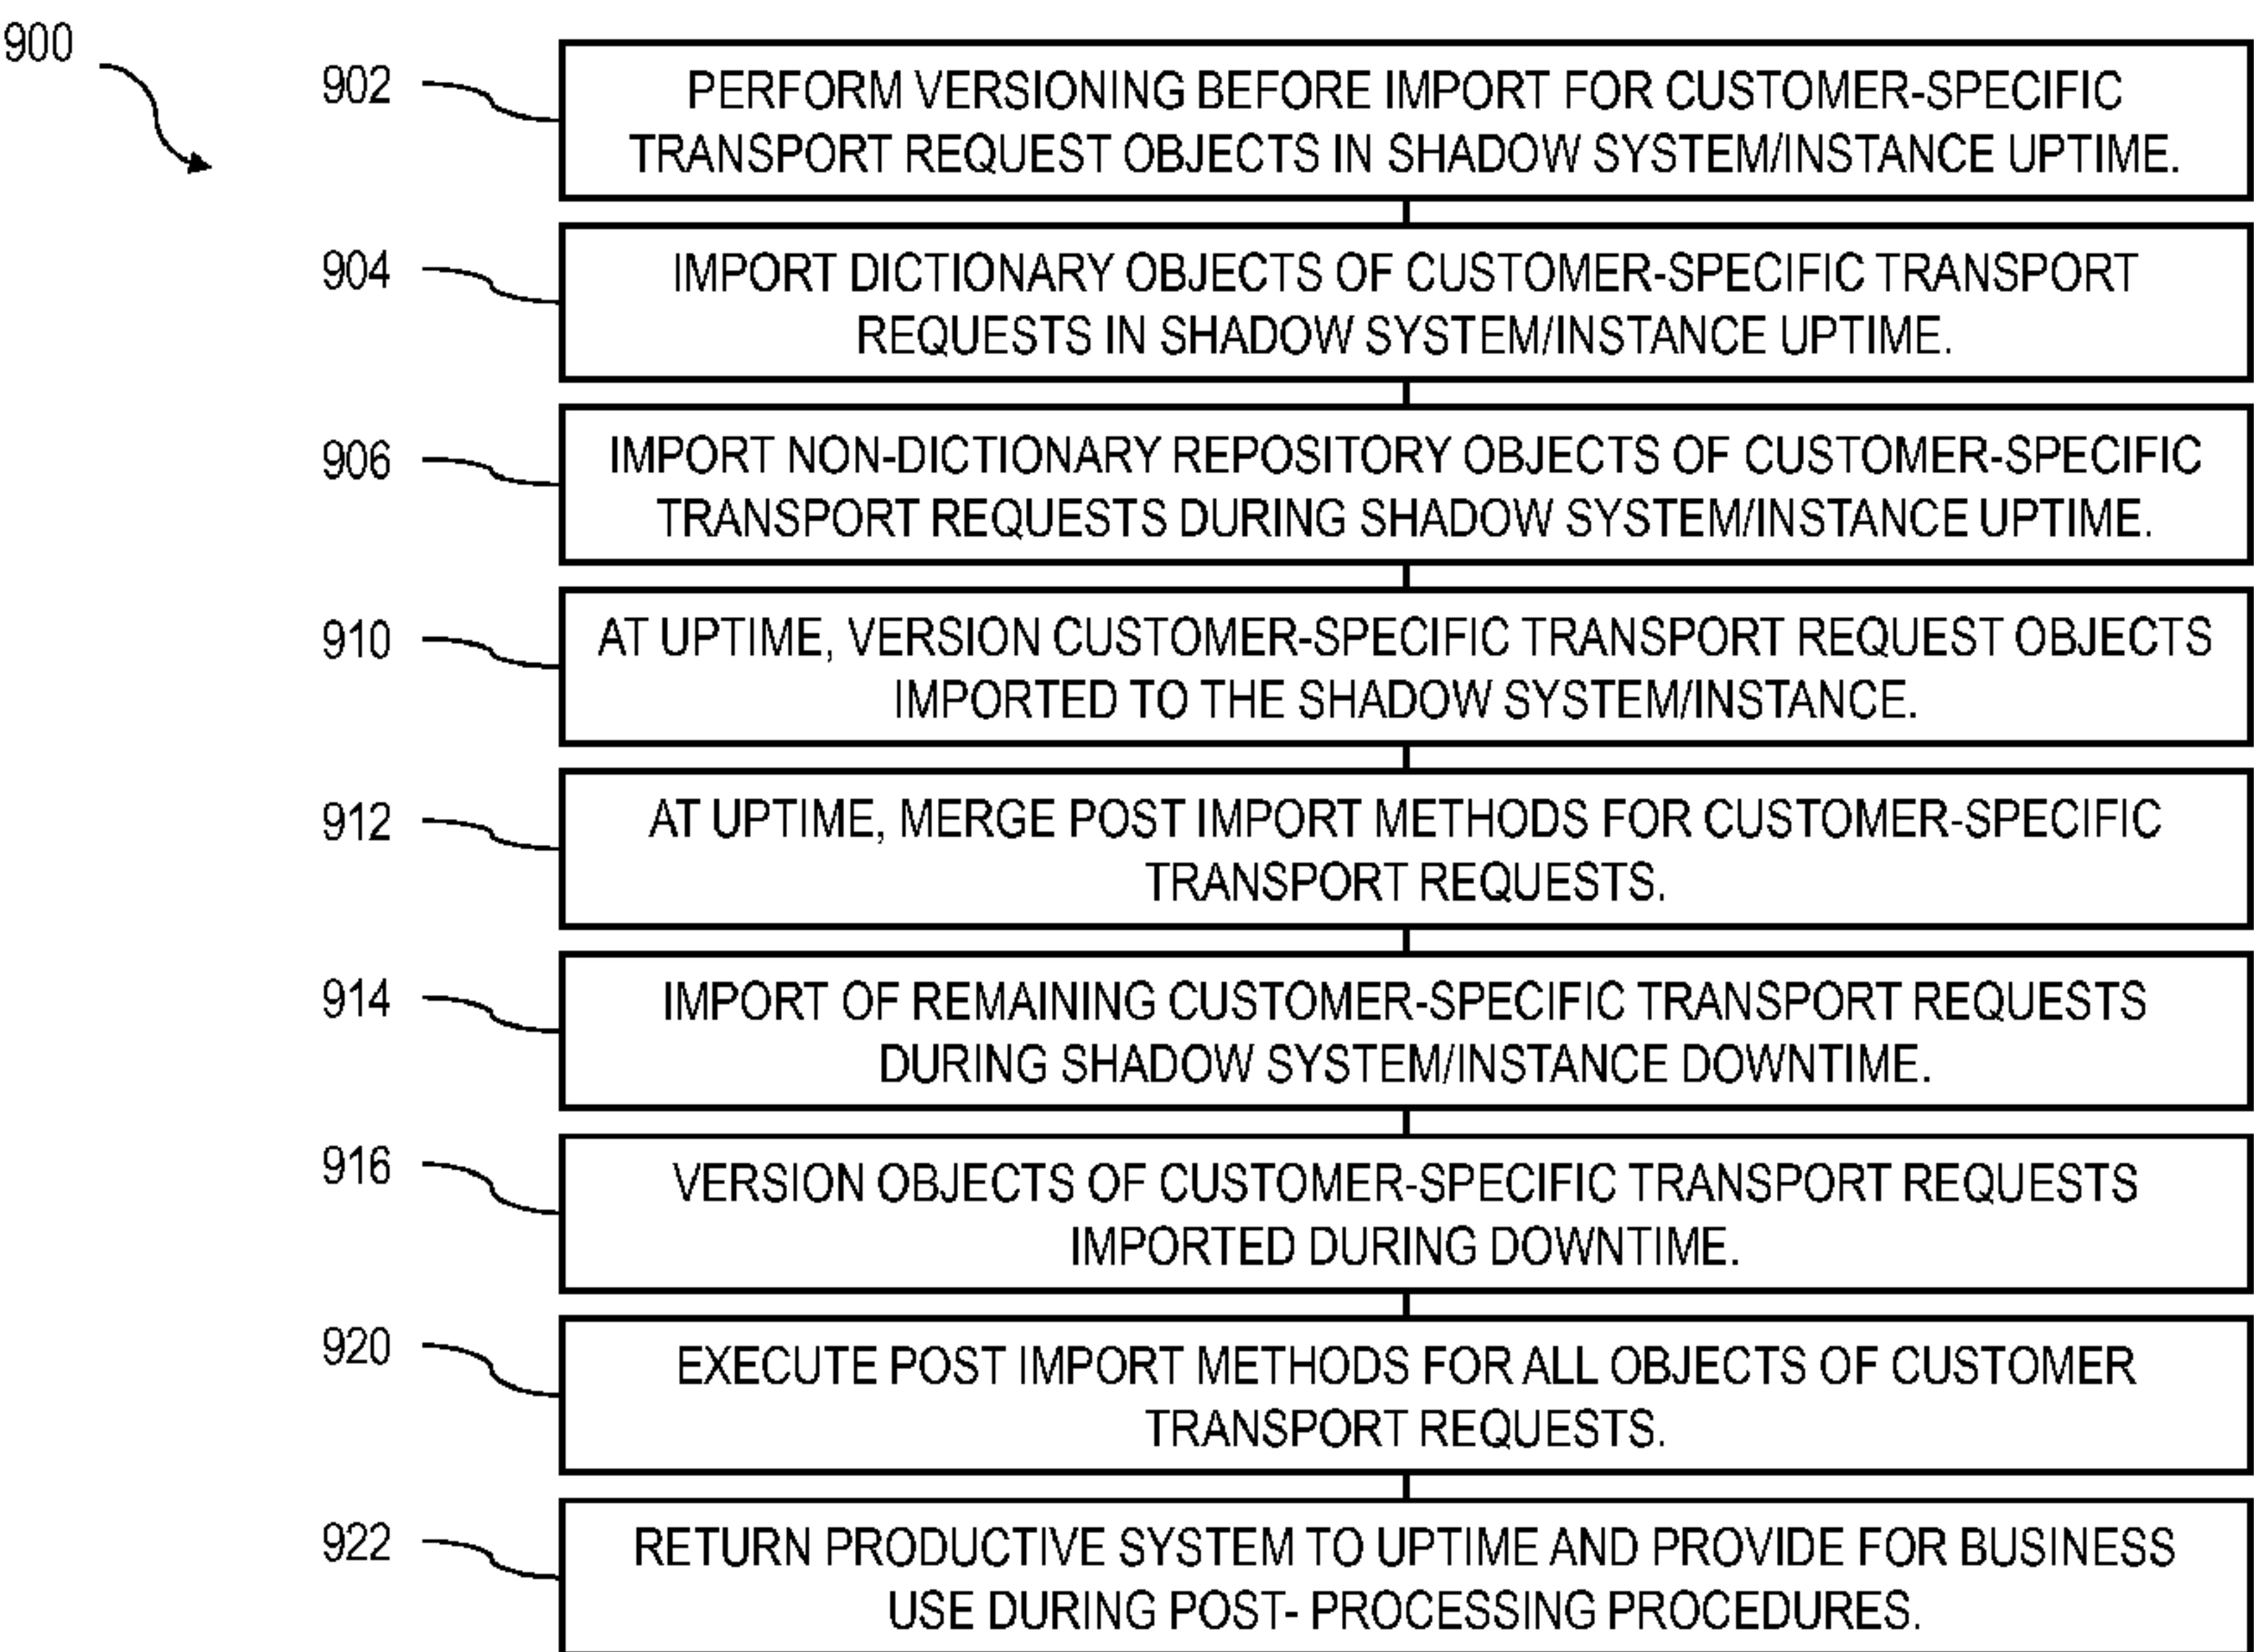 900
902
PERFORM VERSIONING BEFORE IMPORT FOR CUSTOMER-SPECIFIC
TRANSPORT REQUEST OBJECTS IN SHADOW SYSTEM/INSTANCE UPTIME.
904
IMPORT DICTIONARY OBJECTS OF CUSTOMER-SPECIFIC TRANSPORT
REQUESTS IN SHADOW SYSTEM/INSTANCE UPTIME.
906
IMPORT NON-DICTIONARY REPOSITORY OBJECTS OF CUSTOMER-SPECIFIC
TRANSPORT REQUESTS DURING SHADOW SYSTEM/INSTANCE UPTIME.
910
AT UPTIME, VERSION CUSTOMER-SPECIFIC TRANSPORT REQUEST OBJECTS
IMPORTED TO THE SHADOW SYSTEM/INSTANCE.
912
AT UPTIME, MERGE POST IMPORT METHODS FOR CUSTOMER-SPECIFIC
TRANSPORT REQUESTS.
914
IMPORT OF REMAINING CUSTOMER-SPECIFIC TRANSPORT REQUESTS
DURING SHADOW SYSTEM/INSTANCE DOWNTIME.
916
VERSION OBJECTS OF CUSTOMER-SPECIFIC TRANSPORT REQUESTS
IMPORTED DURING DOWNTIME.
920
EXECUTE POST IMPORT METHODS FOR ALL OBJECTS OF CUSTOMER
TRANSPORT REQUESTS.
922
RETURN PRODUCTIVE SYSTEM TO UPTIME AND PROVIDE FOR BUSINESS
USE DURING POST- PROCESSING PROCEDURES.